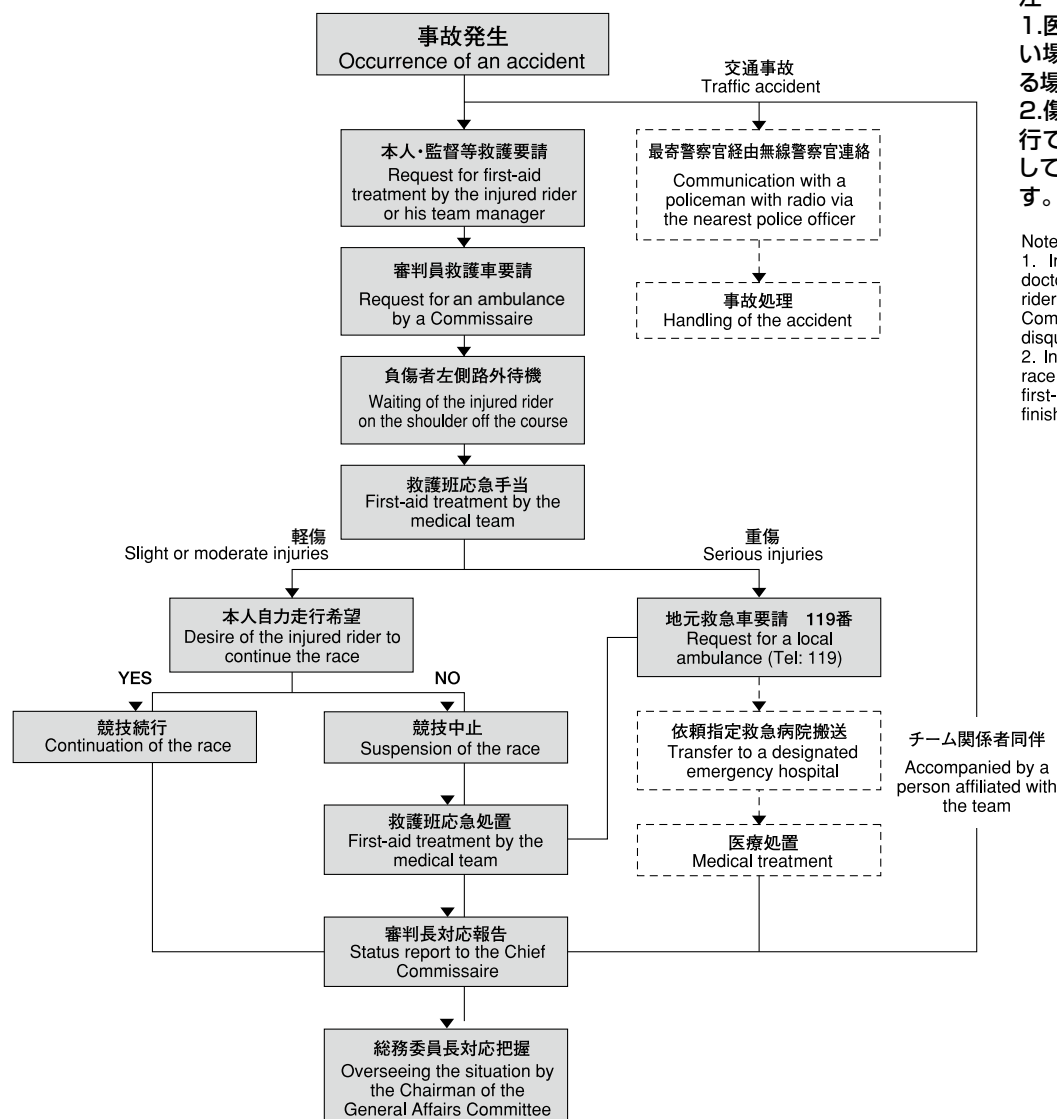 事故発生
Occurrence of an accident
交通事故
Traffic accident
本人・監督等救護要請
Request for first-aid
treatment by the injured rider
or his team manager
最寄警察官経由無線警察官連絡
Communication with a
policeman with radio via
the nearest police officer
審判員救護車要請
Request for an ambulance
by a Commissaire
事故処理
Handling of the accident
負傷者左側路外待機
Waiting of the injured rider
on the shoulder off the course
救護班応急手当
First-aid treatment by the
medical team
軽傷
Slight or moderate injuries
重傷
Serious injuries
本人自力走行希望
Desire of the injured rider to
continue the race
地元救急車要請 119番
Request for a local
ambulance (Tel: 119)
YES
NO
競技続行
Continuation of the race
競技中止
Suspension of the race
依頼指定救急病院搬送
Transfer to a designated
emergency hospital
チーム関係者同伴
Accompanied by a
person affiliated with
the team
救護班応急処置
First-aid treatment by the
medical team
医療処置
Medical treatment
審判長対応報告
Status report to the Chief
Commissaire
総務委員長対応把握
Overseeing the situation by
the Chairman of the
General Affairs Committee
1.医
い場
る場
2.傷
行て
して
す。
Note
1. In
docto
rider
Com
disqu
2. In
race
first-
finish